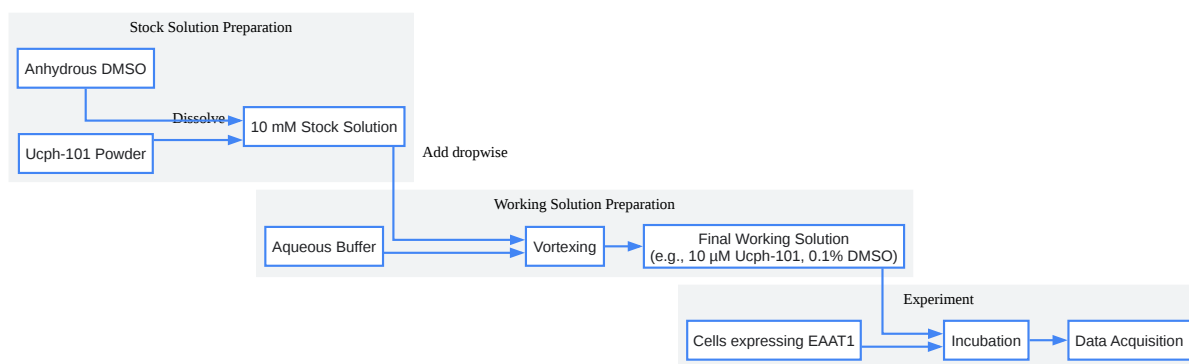 Stock Solution Preparation
Anhydrous DMSO
Dissolve
10 mM Stock Solution
Ucph-101 Powder
Add dropwise
Working Solution Preparation
Aqueous Buffer
Vortexing
Final Working Solution
(e.g., 10 µM Ucph-101, 0.1% DMSO)
Experiment
Cells expressing EAAT1
Incubation
Data Acquisition